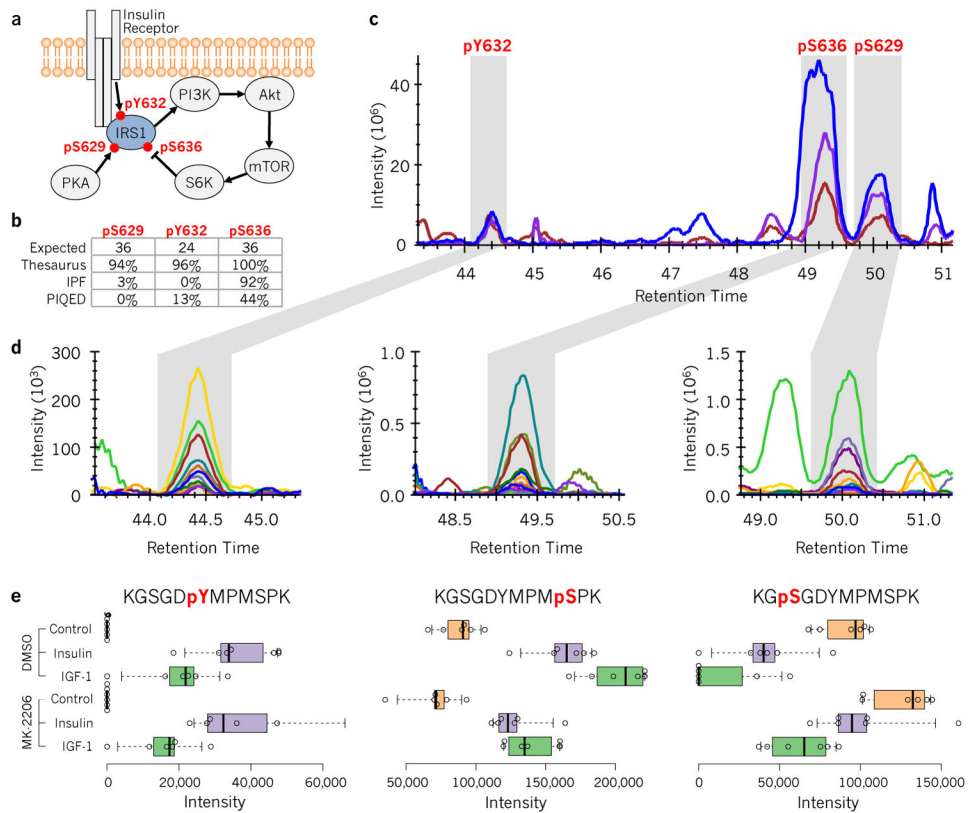 a
Insulin
Receptor
pY632
PI3K
Akt
IRS1
pS629
pS636
mTOR
PKA
S6K
b
pS629 pY632 pS636
Expected 36 24 36
Thesaurus 94% 96% 100%
IPF 3% 0% 92%
PIQED 0% 13% 44%
c
pY632 pS636 pS629
Intensity (10⁶)
40
20
0
44 45 46 47 48 49 50 51
Retention Time
d
Intensity (10³)
300
200
100
0
44.0 44.5 45.0
Retention Time
Intensity (10⁶)
1.0
0.5
0.0
48.5 49.5 50.5
Retention Time
Intensity (10⁶)
1.5
1.0
0.5
0.0
49.0 50.0 51.0
Retention Time
e
KGSGDpYMPMSPK KGSGDYMPMpSPK KGpSGDYMPMSPK
DMSO
Control
Insulin
IGF-1
MK-2206
Control
Insulin
IGF-1
0 20,000 40,000 60,000
Intensity
50,000 100,000 150,000 200,000
Intensity
0 50,000 100,000 150,000
Intensity